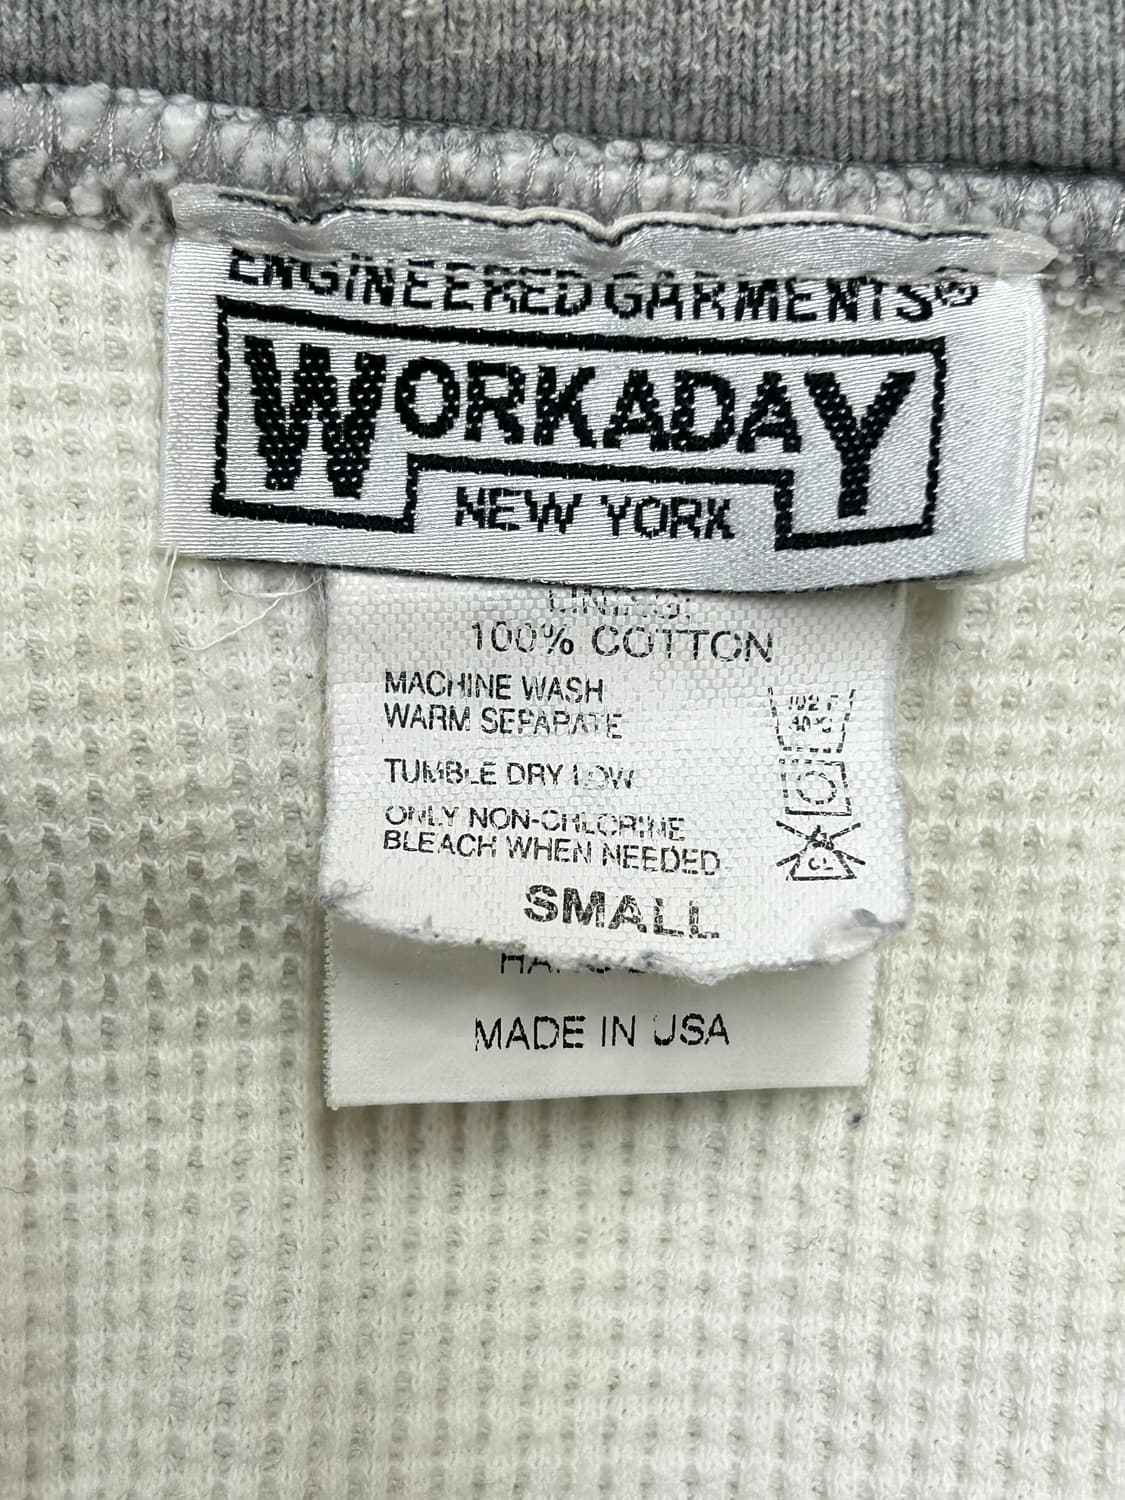 ENGINEERED GARMENTS®
WORKADAY
NEW YORK
100% COTTON
MACHINE WASH
WARM SEPARATE
TUMBLE DRY LOW
ONLY NON-CHLORINE
BLEACH WHEN NEEDED
SMALL
MADE IN USA